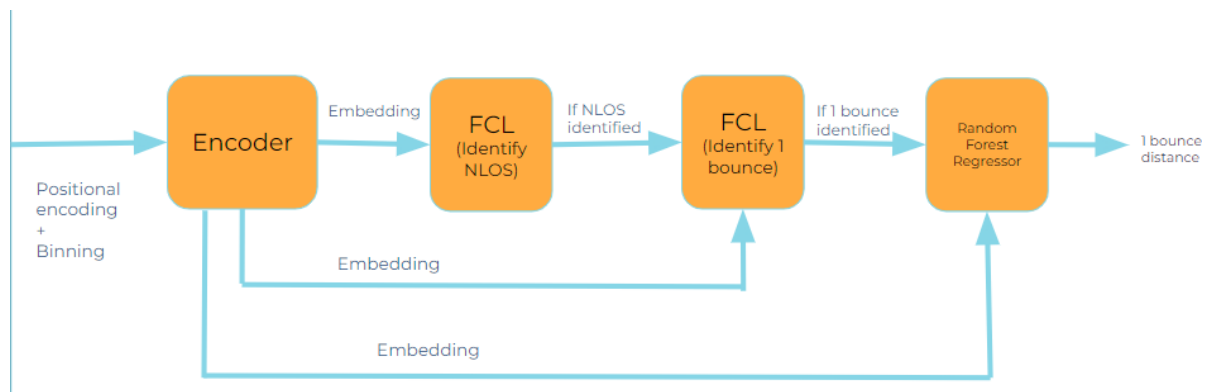 Positional
encoding
+
Binning
Encoder
Embedding
FCL
(Identify
NLOS)
If NLOS
identified
FCL
(Identify 1
bounce)
If 1 bounce
identified
Random
Forest
Regressor
1 bounce
distance
Embedding
Embedding